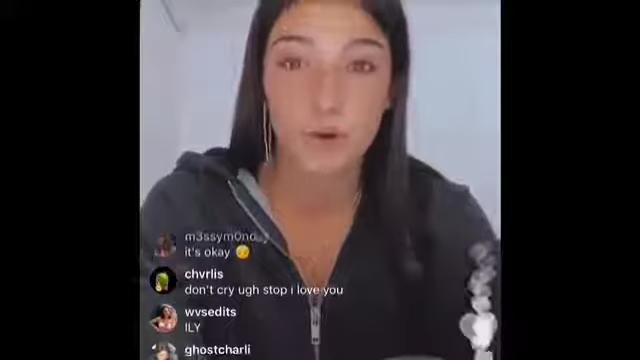 it's okay 😔
chvrlis
don't cry ugh stop i love you
wvsedits
ILY
ghostcharli